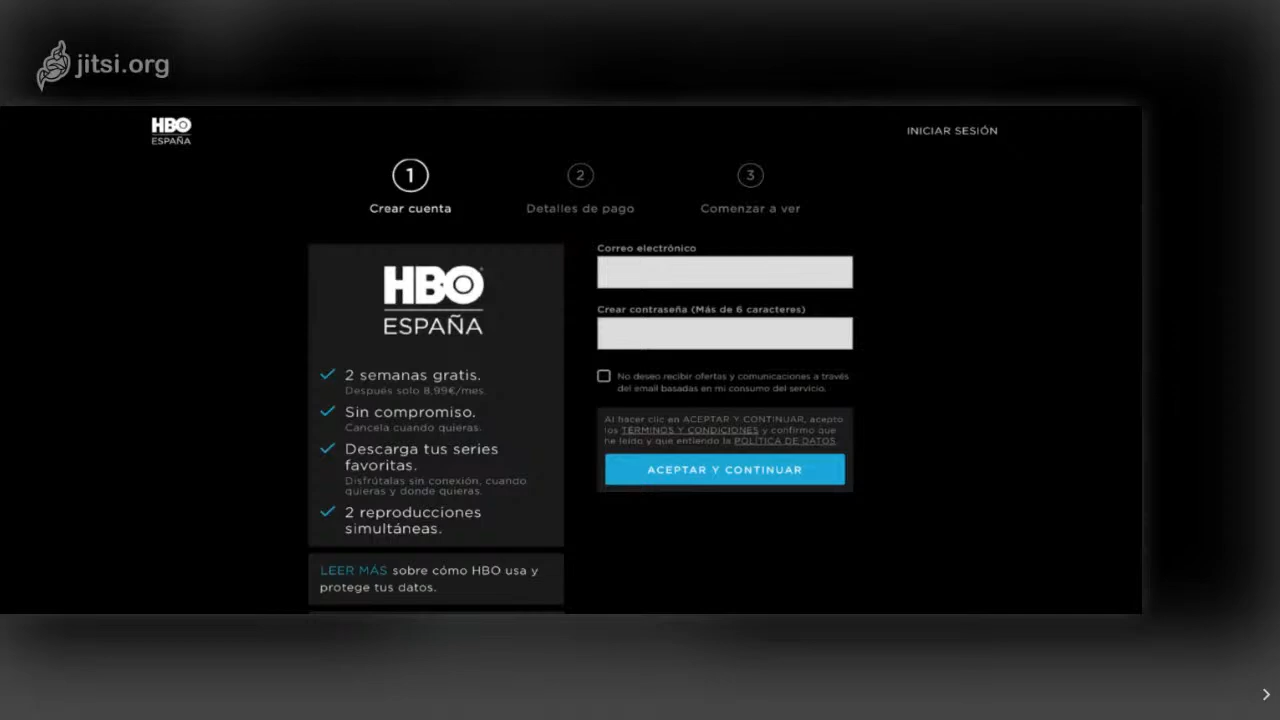 jitsi.org
HBO
ESPAÑA
INICIAR SESIÓN
1
2
3
Crear cuenta
Detalles de pago
Comenzar a ver
HBO
ESPAÑA
2 semanas gratis.
Después solo 8,99€/mes.
Sin compromiso.
Cancela cuando quieras.
Descarga tus series
favoritas.
Disfrútalas sin conexión, cuando
quieras y donde quieras.
2 reproducciones
simultáneas.
LEER MÁS sobre cómo HBO usa y
protege tus datos.
Correo electrónico
Crear contraseña (Más de 6 caracteres)
No deseo recibir ofertas y comunicaciones a través
del email basadas en mi consumo del servicio.
Al hacer clic en ACEPTAR Y CONTINUAR, acepto
los TÉRMINOS Y CONDICIONES y confirmo que
he leído y que entiendo la POLÍTICA DE DATOS.
ACEPTAR Y CONTINUAR